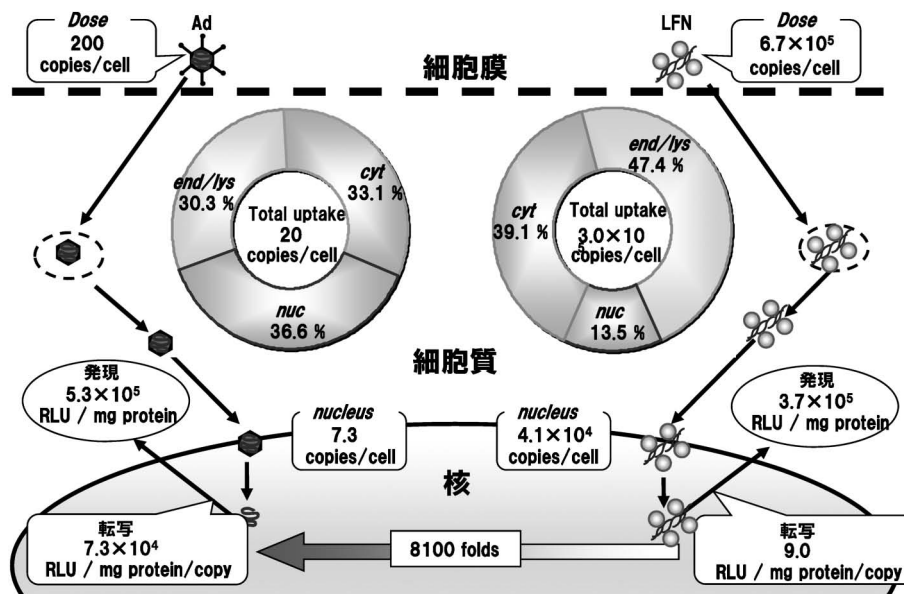 Dose
200
copies/cell
Ad
LFN
Dose
6.7×10⁵
copies/cell
細胞膜
end/lys
30.3 %
cyt
33.1 %
Total uptake
20
copies/cell
nuc
36.6 %
end/lys
47.4 %
cyt
39.1 %
Total uptake
3.0×10
5
copies/cell
nuc
13.5 %
細胞質
発現
5.3×10⁵
RLU / mg protein
発現
3.7×10⁵
RLU / mg protein
nucleus
7.3
copies/cell
nucleus
4.1×10⁴
copies/cell
核
転写
7.3×10⁴
RLU / mg protein/copy
8100 folds
転写
9.0
RLU / mg protein/copy